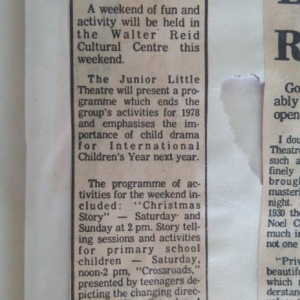 A weekend of fun and
activity will be held in
the Walter Reid
Cultural Centre this
weekend.
The Junior Little
Theatre will present a pro-
gramme which ends the
group's activities for 1978
and emphasises the im-
portance of child drama
for International
Children's Year next year.
The programme of ac-
tivities for the weekend in-
cluded: "Christmas
Story" — Saturday and
Sunday at 2 pm. Story tell-
ing sessions and activities
for primary school
children — Saturday,
noon-2 pm, "Crossroads,"
presented by teenagers de-
picting the changing direc-
R
Go
ably
open
I do
Theatre
such a
finely
brough
master
night.
1930 th
Noel C
much in
not one
"Priv
beautifu
which
de